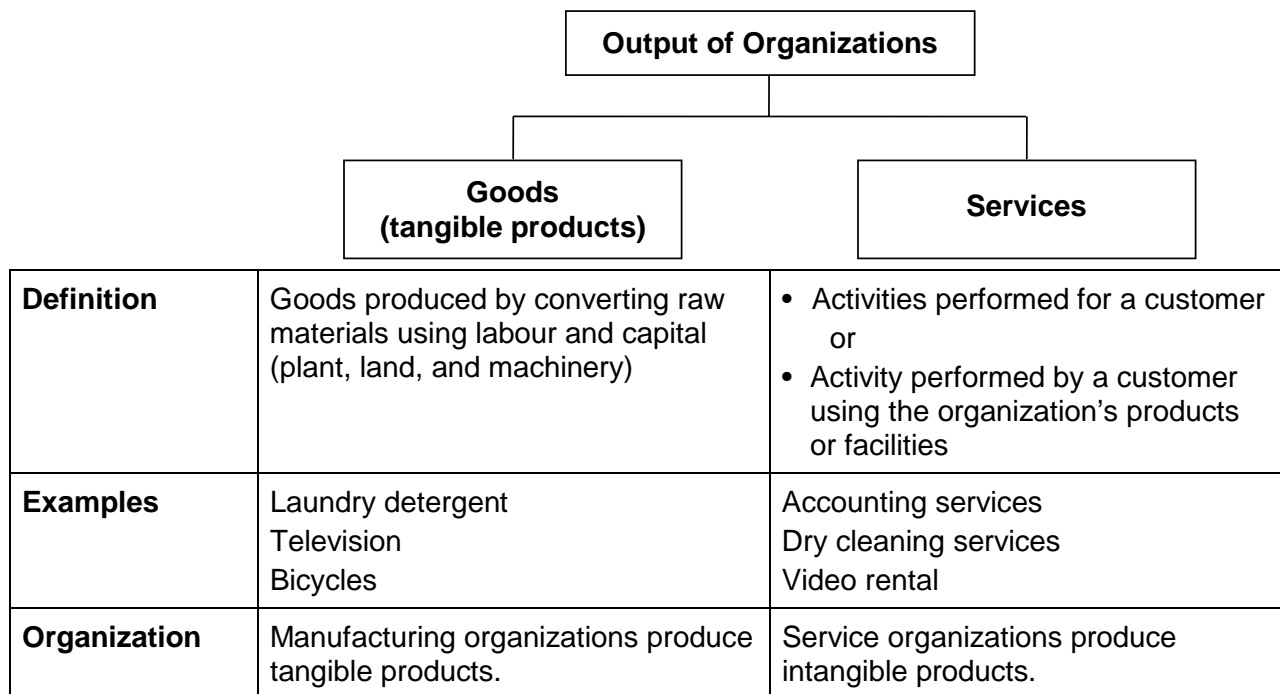 Output of Organizations
Goods
(tangible products)
Services
Definition
Goods produced by converting raw
materials using labour and capital
(plant, land, and machinery)
• Activities performed for a customer
or
• Activity performed by a customer
using the organization’s products
or facilities
Examples
Laundry detergent
Television
Bicycles
Accounting services
Dry cleaning services
Video rental
Organization
Manufacturing organizations produce
tangible products.
Service organizations produce
intangible products.